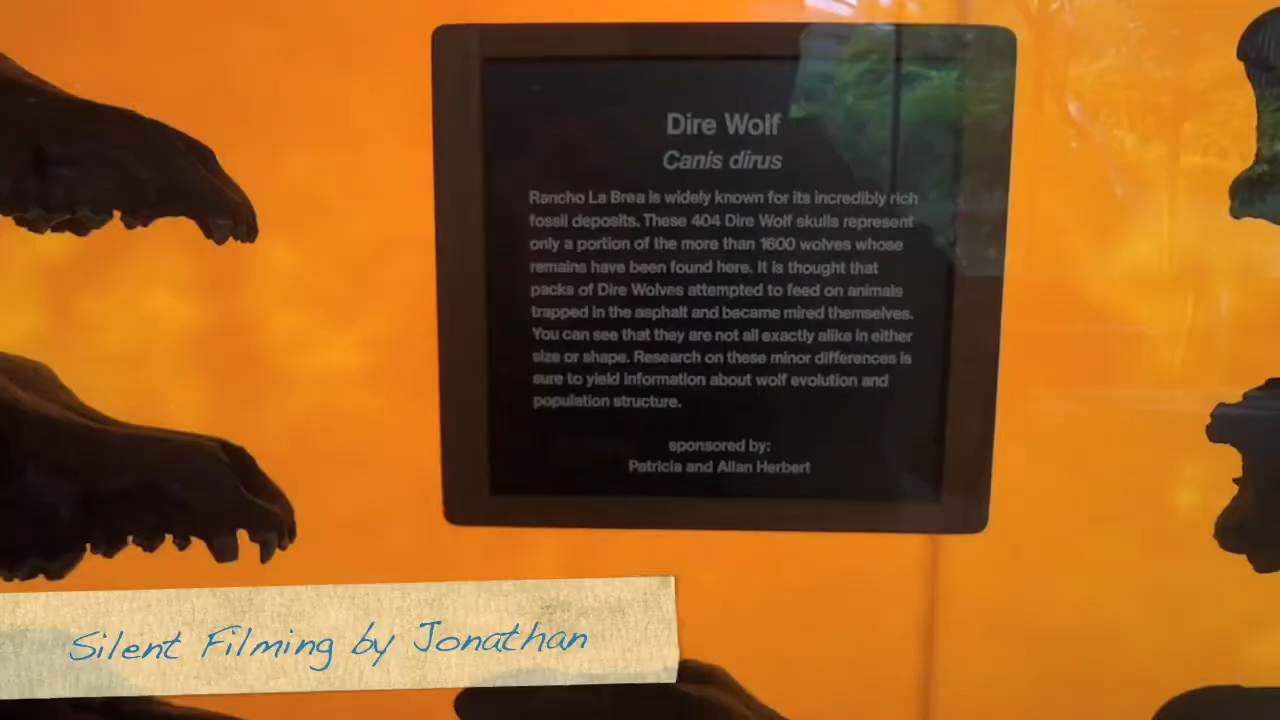 Dire Wolf
Canis dirus
Rancho La Brea is widely known for its incredibly rich
fossil deposits. These 404 Dire Wolf skulls represent
only a portion of the more than 1600 wolves whose
remains have been found here. It is thought that
packs of Dire Wolves attempted to feed on animals
trapped in the asphalt and became mired themselves.
You can see that they are not all exactly alike in either
size or shape. Research on these minor differences is
sure to yield information about wolf evolution and
population structure.
sponsored by:
Patricia and Allan Herbert
Silent Filming by Jonathan